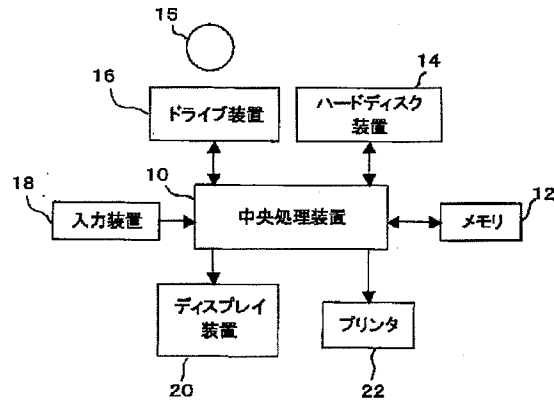 15
16
14
ドライブ装置
ハードディスク
装置
10
18
入力装置
中央処理装置
12
メモリ
ディスプレイ
装置
プリンタ
20
22